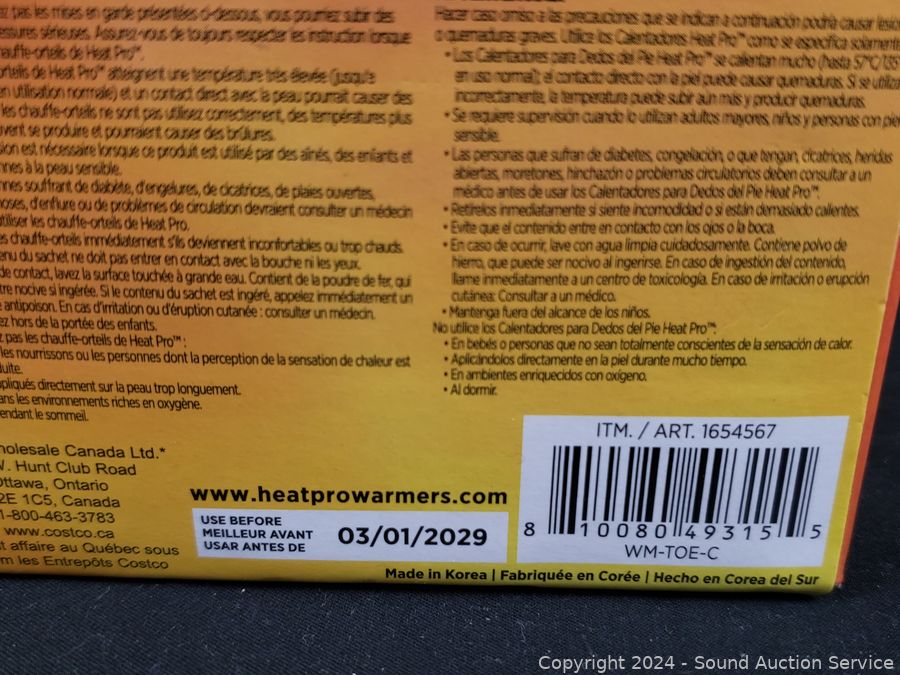 z pas les mises en garde présentées ci-dessous, vous pourriez subir des
essures sérieuses. Assurez-vous de toujours respecter les instruction lorsque
hauffe-orteils de Heat Pro™.
orteils de Heat Pro™ atteignent une température très élevée (jusqu'a
en utilisation normale) et un contact direct avec la peau pourrait causer des
les chauffe-orteils ne sont pas utilisez correctement, des températures plus
uvent se produire et pourraient causer des brûlures.
sion est nécessaire lorsque ce produit est utilisé par des aînés, des enfants et
nnes à la peau sensible.
nnes souffrant de diabète, d'engelures, de cicatrices, de plaies ouvertes,
noses, d'enflure ou de problèmes de circulation devraient consulter un médecin
utiliser les chauffe-orteils de Heat Pro.
es chauffe-orteils immédiatement s'ils deviennent inconfortables ou trop chauds.
enu du sachet ne doit pas entrer en contact avec la bouche ni les yeux.
de contact, lavez la surface touchée à grande eau. Contient de la poudre de fer, qui
tre nocive si ingérée. Si le contenu du sachet est ingéré, appelez immédiatement un
e antipoison. En cas d'irritation ou d'éruption cutanée : consulter un médecin.
ez hors de la portée des enfants.
z pas les chauffe-orteils de Heat Pro™ :
les nourrissons ou les personnes dont la perception de la sensation de chaleur est
duite.
ppliqués directement sur la peau trop longuement.
ans les environnements riches en oxygène.
endant le sommeil.
holesale Canada Ltd.*
W. Hunt Club Road
Ottawa, Ontario
2E 1C5, Canada
1-800-463-3783
www.costco.ca
t affaire au Québec sous
m les Entrepôts Costco
Hacer caso omiso a las precauciones que se indican a continuación podría causar lesio
o quemaduras graves. Utilice los Calentadores Heat Pro™ como se especifica solament
• Los Calentadores para Dedos del Pie Heat Pro™ se calientan mucho (hasta 57°C/135°
en uso normal); el contacto directo con la piel puede causar quemaduras. Si se utiliza
incorrectamente, la temperatura puede subir aún más y producir quemaduras.
• Se requiere supervisión cuando lo utilizan adultos mayores, niños y personas con piel
sensible.
• Las personas que sufran de diabetes, congelación, o que tengan, cicatrices, heridas
abiertas, moretones, hinchazón o problemas circulatorios deben consultar a un
médico antes de usar los Calentadores para Dedos del Pie Heat Pro™.
• Retírelos inmediatamente si siente incomodidad o si están demasiado calientes.
• Evite que el contenido entre en contacto con los ojos o la boca.
• En caso de ocurrir, lave con agua limpia cuidadosamente. Contiene polvo de
hierro, que puede ser nocivo al ingerirse. En caso de ingestión del contenido,
llame inmediatamente a un centro de toxicología. En caso de irritación o erupción
cutánea: Consultar a un médico.
• Mantenga fuera del alcance de los niños.
No utilice los Calentadores para Dedos del Pie Heat Pro™:
• En bebés o personas que no sean totalmente conscientes de la sensación de calor.
• Aplicándolos directamente en la piel durante mucho tiempo.
• En ambientes enriquecidos con oxígeno.
• Al dormir.
www.heatprowarmers.com
USE BEFORE
MEILLEUR AVANT
USAR ANTES DE
03/01/2029
ITM. / ART. 1654567
8 10080 49315 5
WM-TOE-C
Made in Korea | Fabriquée en Corée | Hecho en Corea del Sur
Copyright 2024 - Sound Auction Service